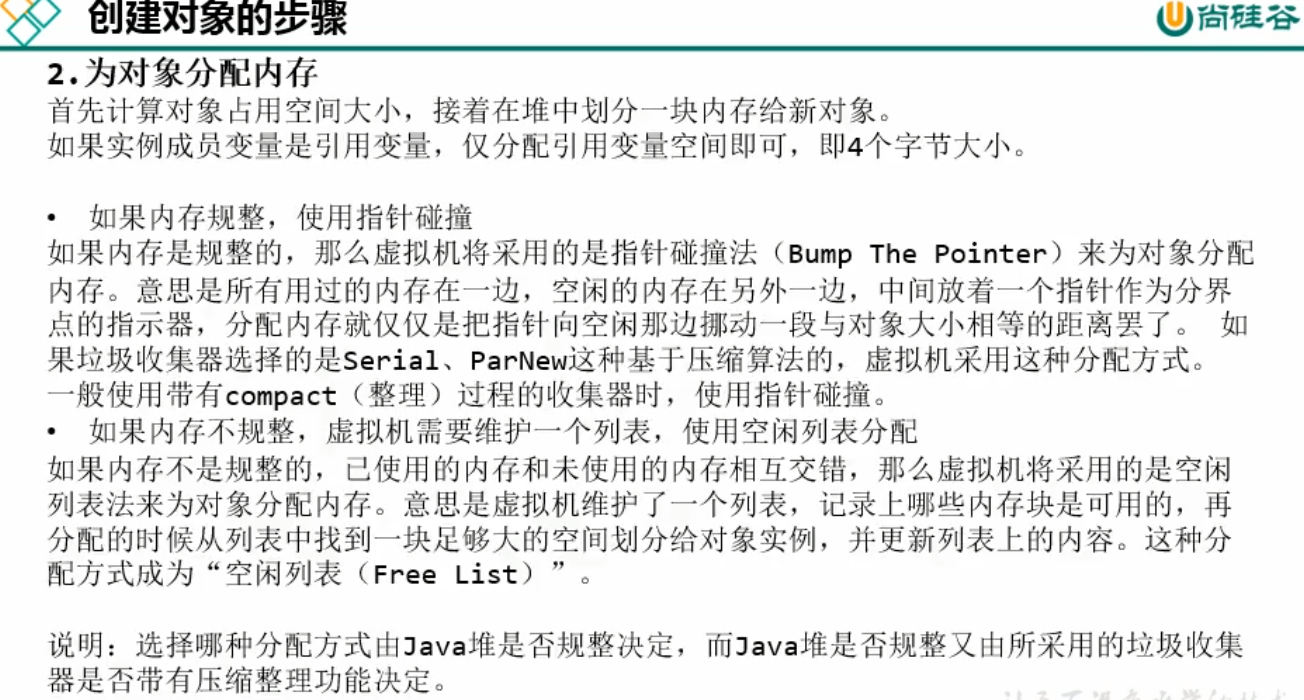 创建对象的步骤
尚硅谷
2.为对象分配内存
首先计算对象占用空间大小，接着在堆中划分一块内存给新对象。
如果实例成员变量是引用变量，仅分配引用变量空间即可，即4个字节大小。
• 如果内存规整，使用指针碰撞
如果内存是规整的，那么虚拟机将采用的是指针碰撞法（Bump The Pointer）来为对象分配
内存。意思是所有用过的内存在一边，空闲的内存在另外一边，中间放着一个指针作为分界
点的指示器，分配内存就仅仅是把指针向空闲那边挪动一段与对象大小相等的距离罢了。 如
果垃圾收集器选择的是Serial、ParNew这种基于压缩算法的，虚拟机采用这种分配方式。
一般使用带有compact（整理）过程的收集器时，使用指针碰撞。
• 如果内存不规整，虚拟机需要维护一个列表，使用空闲列表分配
如果内存不是规整的，已使用的内存和未使用的内存相互交错，那么虚拟机将采用的是空闲
列表法来为对象分配内存。意思是虚拟机维护了一个列表，记录上哪些内存块是可用的，再
分配的时候从列表中找到一块足够大的空间划分给对象实例，并更新列表上的内容。这种分
配方式成为“空闲列表（Free List）”。
说明：选择哪种分配方式由Java堆是否规整决定，而Java堆是否规整又由所采用的垃圾收集
器是否带有压缩整理功能决定。